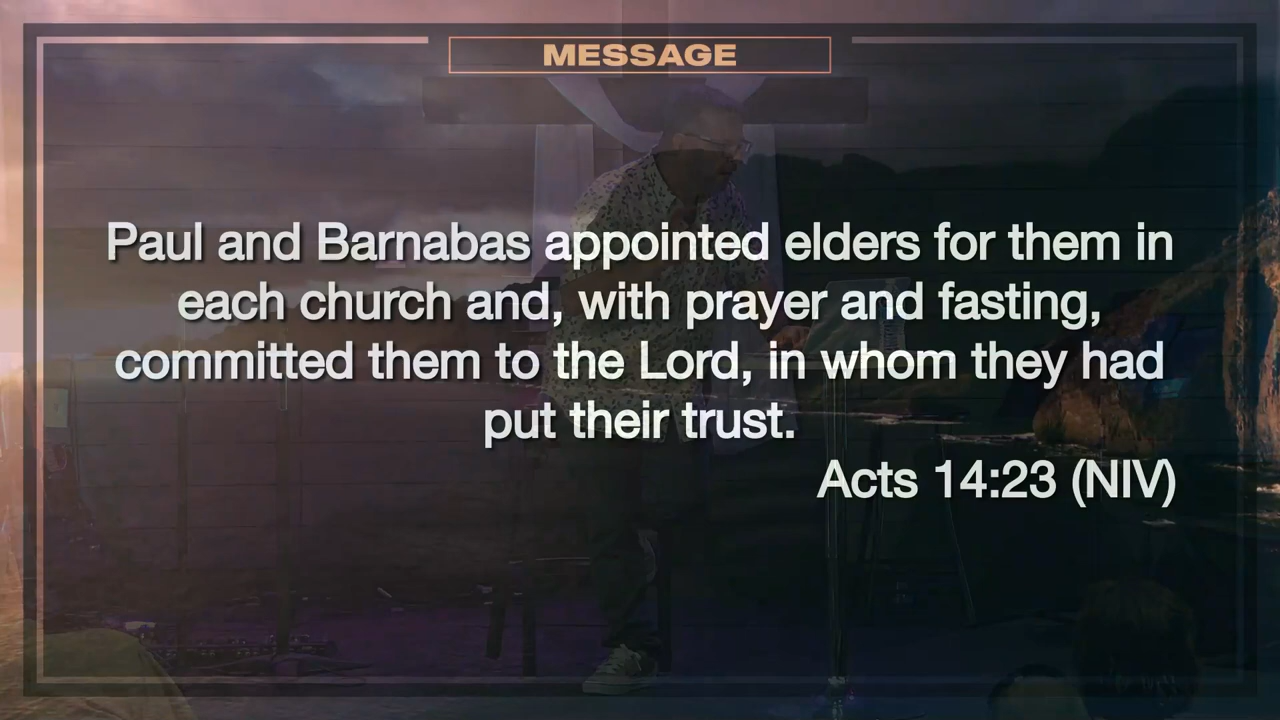 MESSAGE
Paul and Barnabas appointed elders for them in
each church and, with prayer and fasting,
committed them to the Lord, in whom they had
put their trust.
Acts 14:23 (NIV)